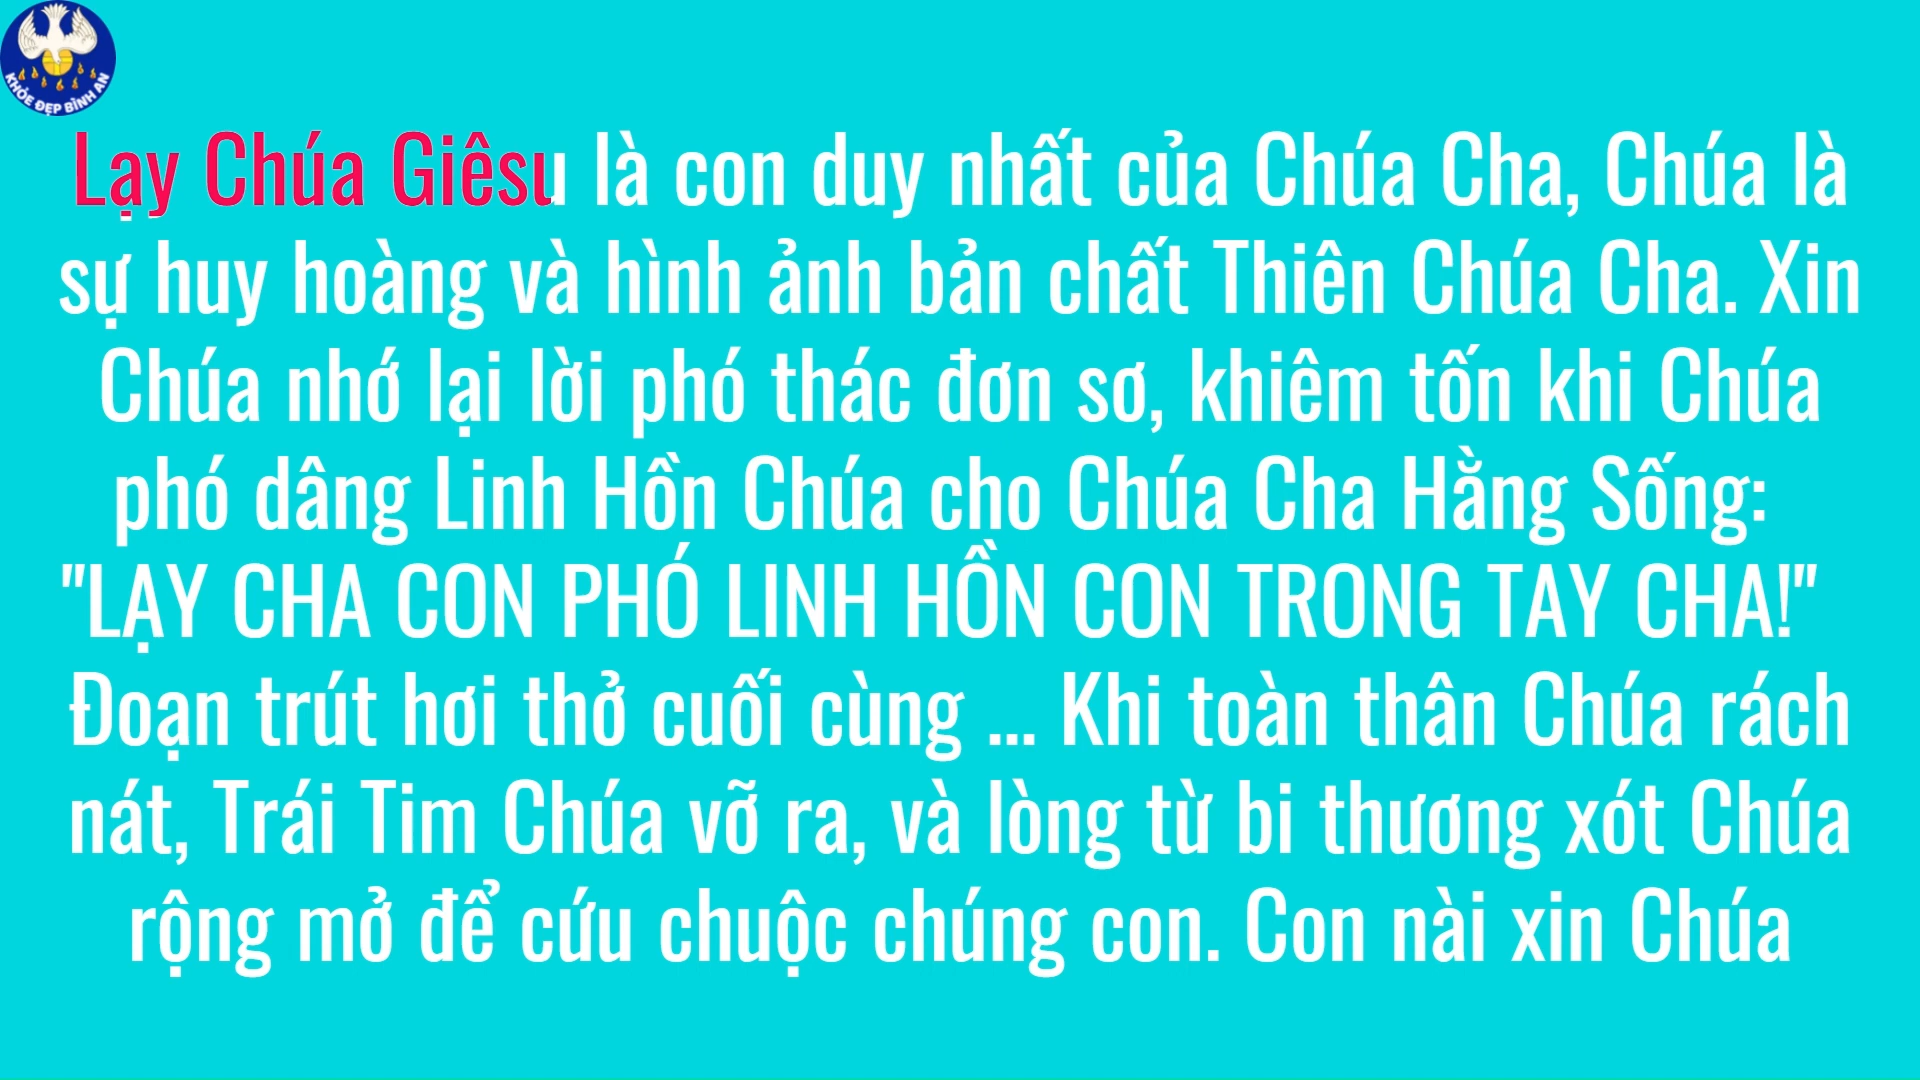 KHỎE ĐẸP BÌNH AN
Lạy Chúa Giêsu là con duy nhất của Chúa Cha, Chúa là
sự huy hoàng và hình ảnh bản chất Thiên Chúa Cha. Xin
Chúa nhớ lại lời phó thác đơn sơ, khiêm tốn khi Chúa
phó dâng Linh Hồn Chúa cho Chúa Cha Hằng Sống:
"LẠY CHA CON PHÓ LINH HỒN CON TRONG TAY CHA!"
Đoạn trút hơi thở cuối cùng ... Khi toàn thân Chúa rách
nát, Trái Tim Chúa vỡ ra, và lòng từ bi thương xót Chúa
rộng mở để cứu chuộc chúng con. Con nài xin Chúa